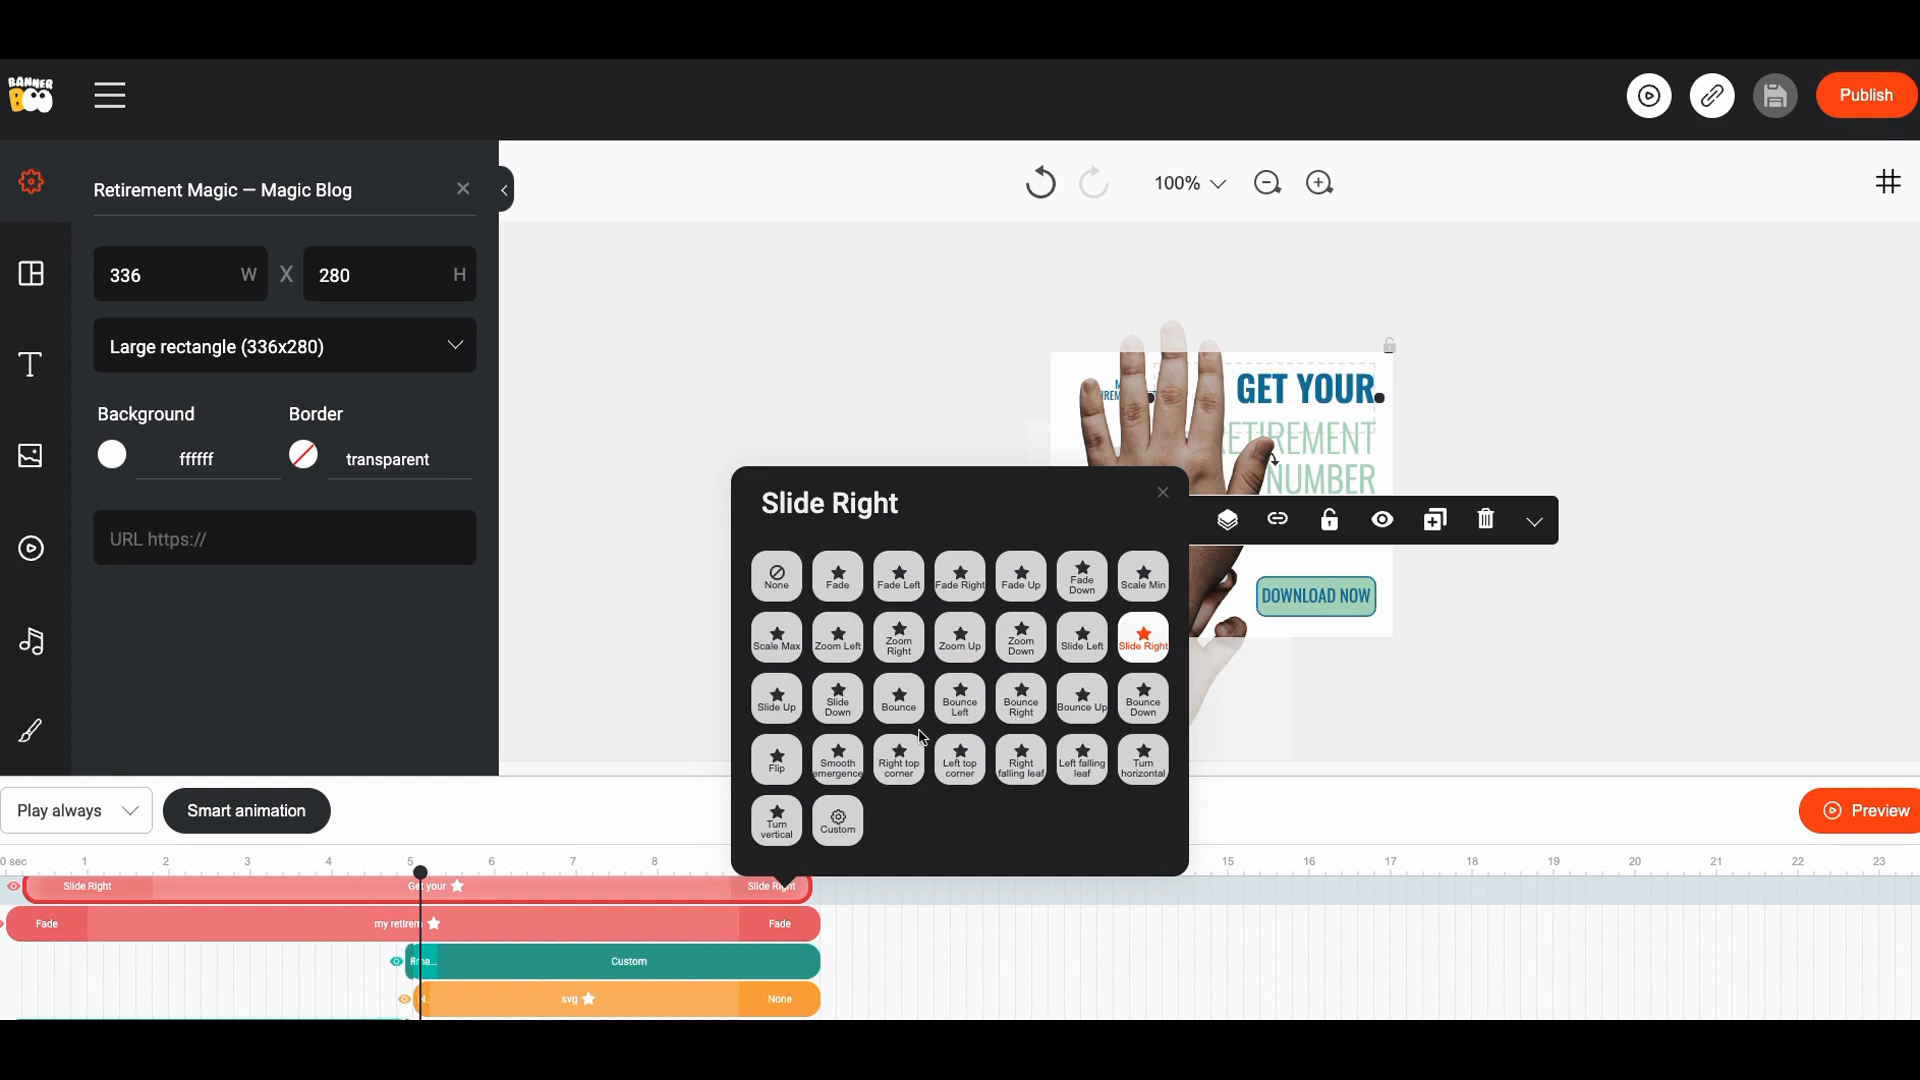 BANNER
BOO
Publish
Retirement Magic — Magic Blog
100%
336 W X 280 H
Large rectangle (336x280)
Background Border
ffffff transparent
URL https://
GET YOUR
RETIREMENT
NUMBER
DOWNLOAD NOW
Slide Right
None Fade Fade Left Fade Right Fade Up Fade Down Scale Min
Scale Max Zoom Left Zoom Right Zoom Up Zoom Down Slide Left Slide Right
Slide Up Slide Down Bounce Bounce Left Bounce Right Bounce Up Bounce Down
Flip Smooth emergence Right top corner Left top corner Right falling leaf Left falling leaf Turn horizontal
Turn vertical Custom
Play always Smart animation Preview
0 sec 1 2 3 4 5 6 7 8 15 16 17 18 19 20 21 22 23
Slide Right Get your Slide Right
Fade my retirem Fade
Custom
N.. svg None